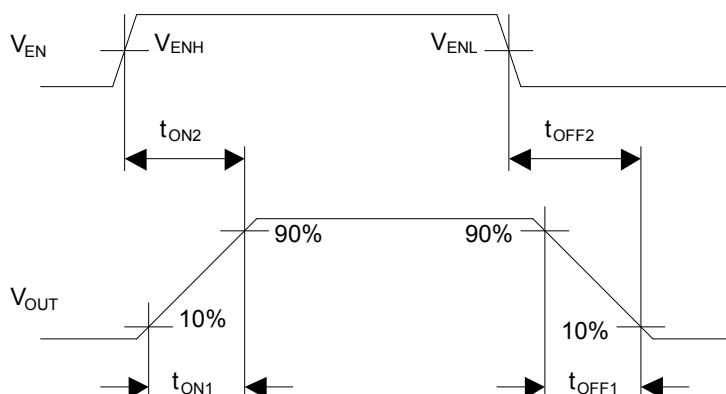 V_EN V_ENH V_ENL
t_ON2 t_OFF2
90% 90%
V_OUT 10% 10%
t_ON1 t_OFF1